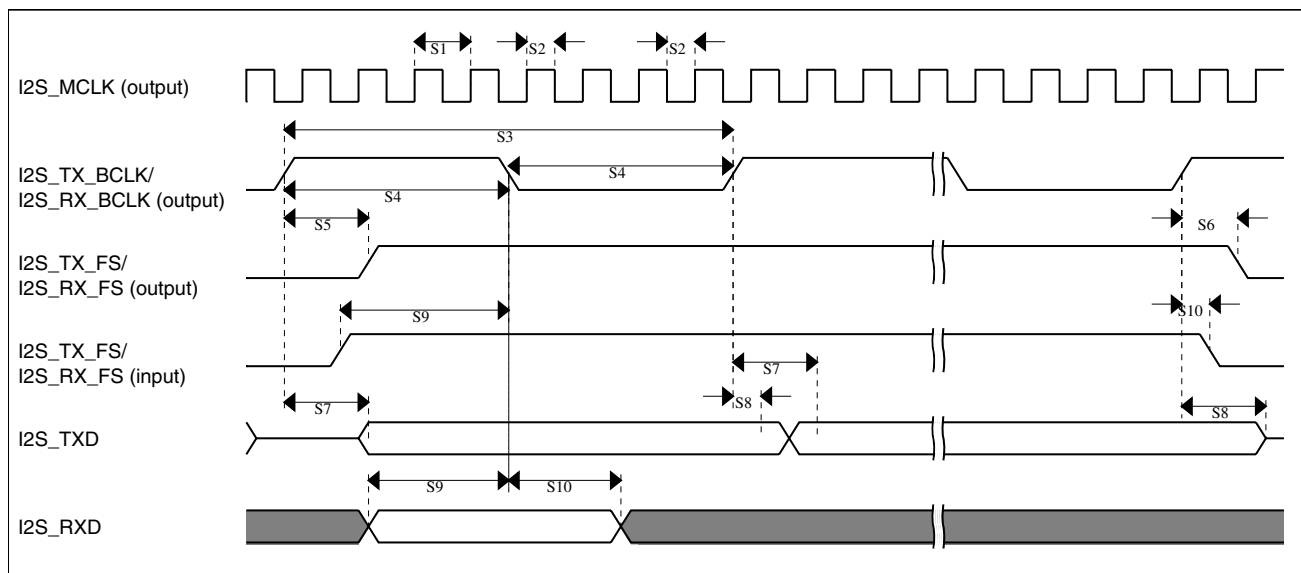 S1
S2
S2
I2S_MCLK (output)
S3
I2S_TX_BCLK/
I2S_RX_BCLK (output)
S4
S4
S5
S6
I2S_TX_FS/
I2S_RX_FS (output)
S9
S10
I2S_TX_FS/
I2S_RX_FS (input)
S7
S7
S8
S8
I2S_TXD
S9
S10
I2S_RXD